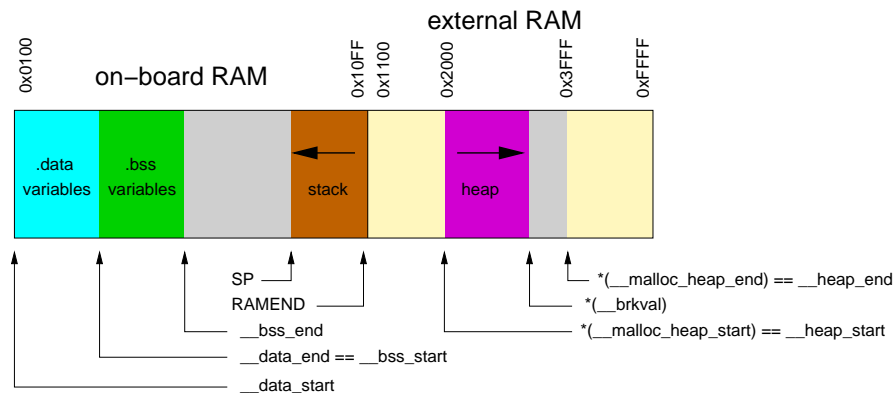 external RAM
on−board RAM
0x0100
0x10FF
0x1100
0x2000
0x3FFF
0xFFFF
.data
variables
.bss
variables
stack
heap
SP
RAMEND
__bss_end
__data_end == __bss_start
__data_start
*(__malloc_heap_end) == __heap_end
*(__brkval)
*(__malloc_heap_start) == __heap_start